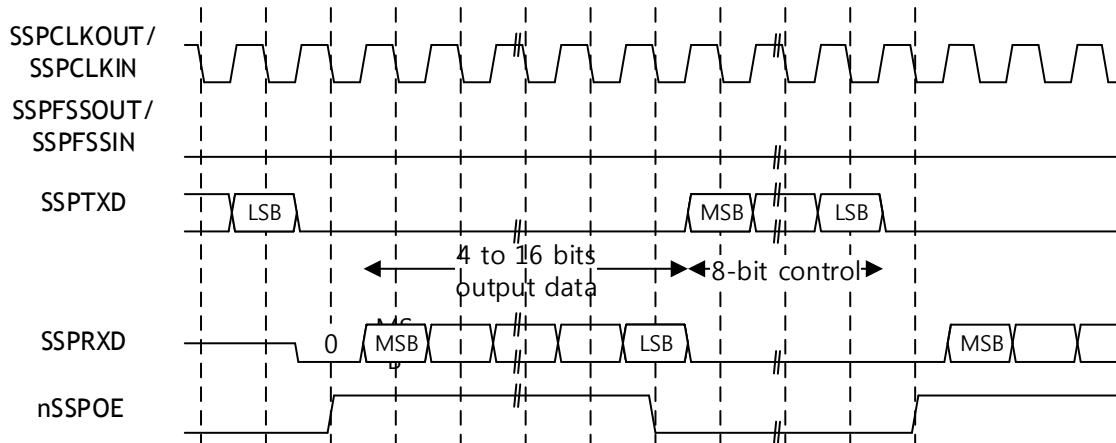 SSPCLKOUT/
SSPCLKIN
SSPFSSOUT/
SSPFSSIN
SSPTXD
LSB
MSB
LSB
4 to 16 bits
output data
8-bit control
SSPRXD
0
MSB
MSB
LSB
MSB
nSSPOE